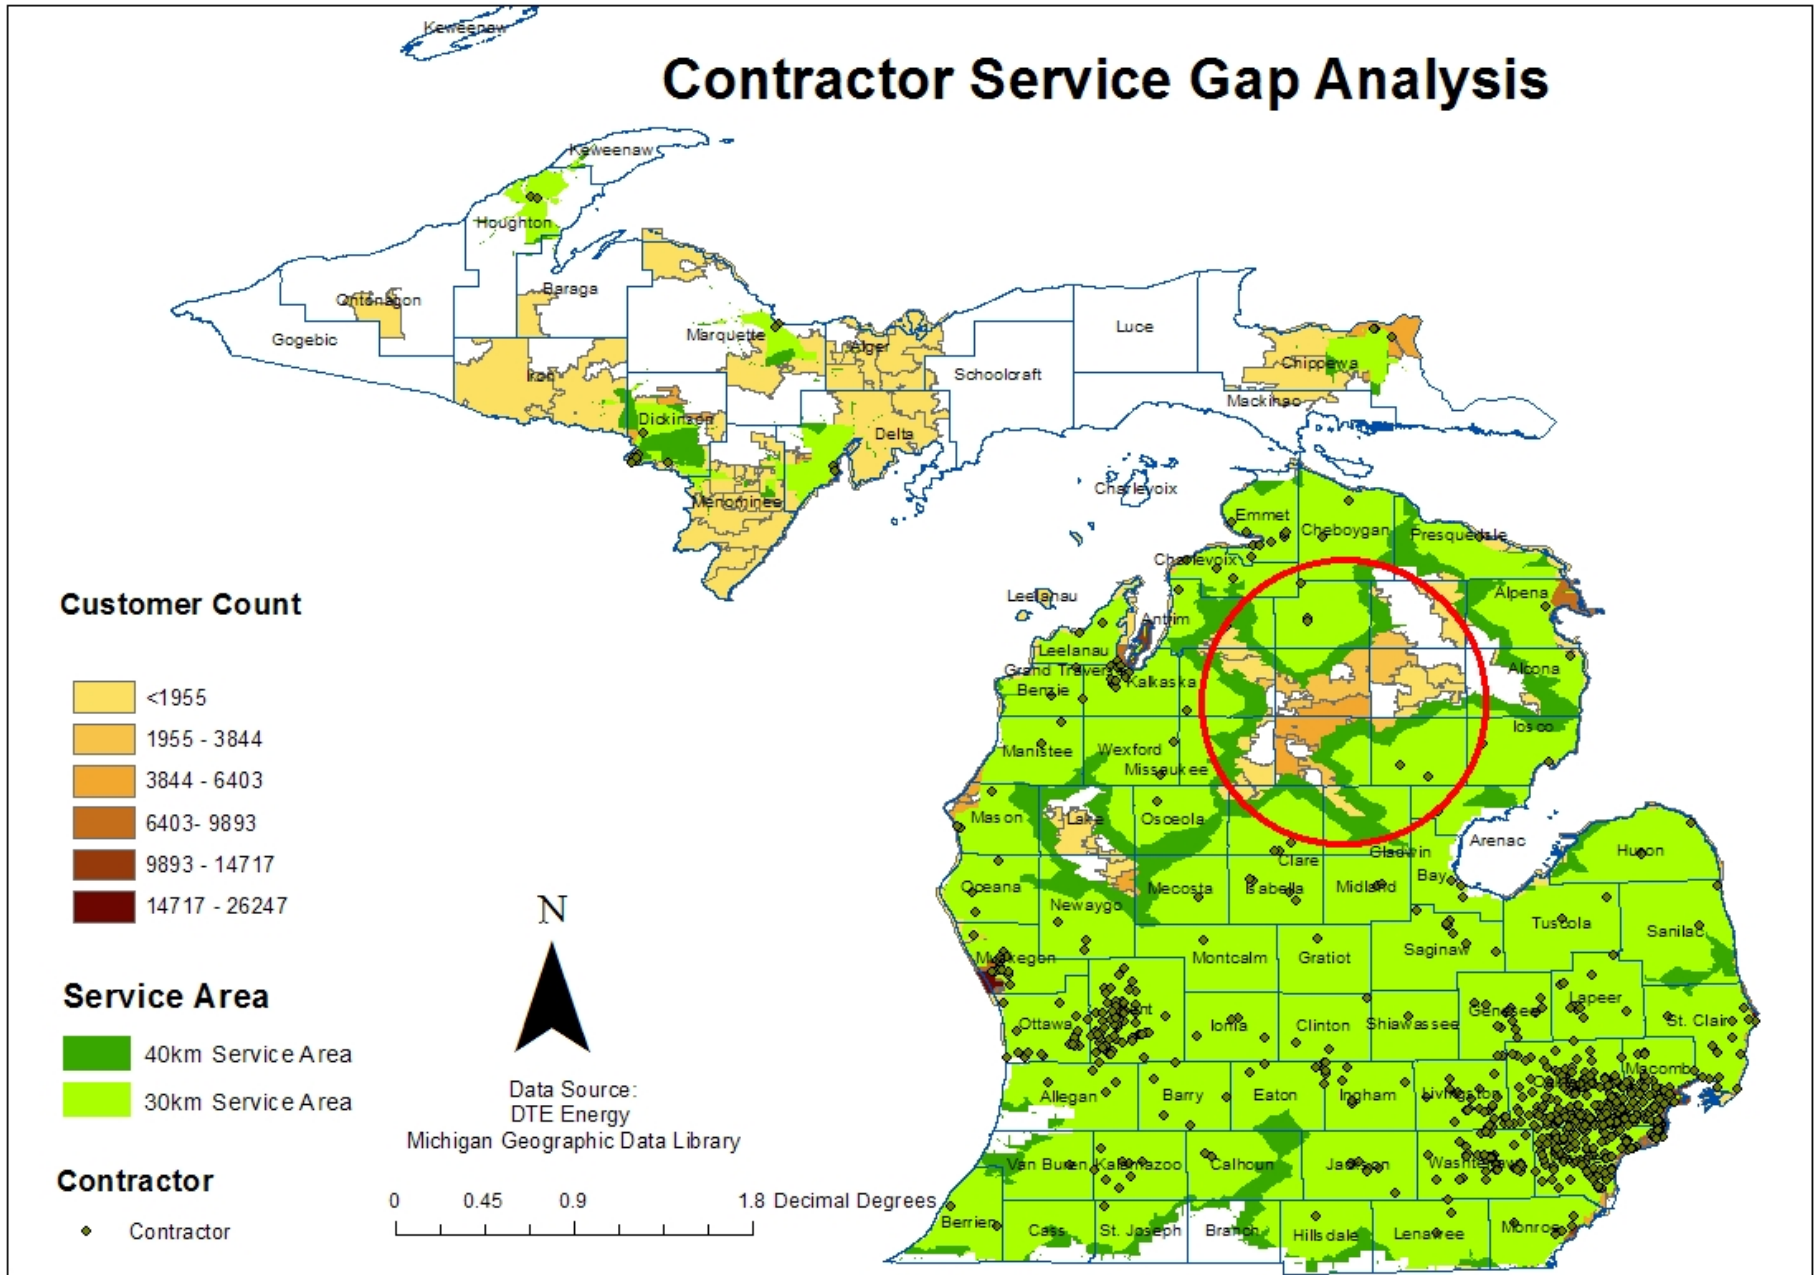 Keweenaw
Contractor Service Gap Analysis
Keweenaw
Houghton
Baraga
Ontonagon
Gogebic
Marquette
Alger
Luce
Iron
Schoolcraft
Chippewa
Mackinac
Dickinson
Delta
Menominee
Charlevoix
Emmet
Cheboygan
Presque Isle
Charlevoix
Leelanau
Alpena
Antrim
Leelanau
Grand Traverse
Benzie
Kalkaska
Alcona
Iosco
Manistee
Wexford
Missaukee
Mason
Lake
Osceola
Arenac
Clare
Gladwin
Huron
Oceana
Newaygo
Mecosta
Isabella
Midland
Bay
Tuscola
Sanilac
Muskegon
Montcalm
Gratiot
Saginaw
Ottawa
Kent
Ionia
Clinton
Shiawassee
Genesee
Lapeer
St. Clair
Allegan
Barry
Eaton
Ingham
Livingston
Oakland
Macomb
Van Buren
Kalamazoo
Calhoun
Jackson
Washtenaw
Berrien
Cass
St. Joseph
Branch
Hillsdale
Lenawee
Monroe
Customer Count
<1955
1955 - 3844
3844 - 6403
6403- 9893
9893 - 14717
14717 - 26247
Service Area
40km Service Area
30km Service Area
Contractor
Contractor
N
Data Source:
DTE Energy
Michigan Geographic Data Library
0 0.45 0.9 1.8 Decimal Degrees